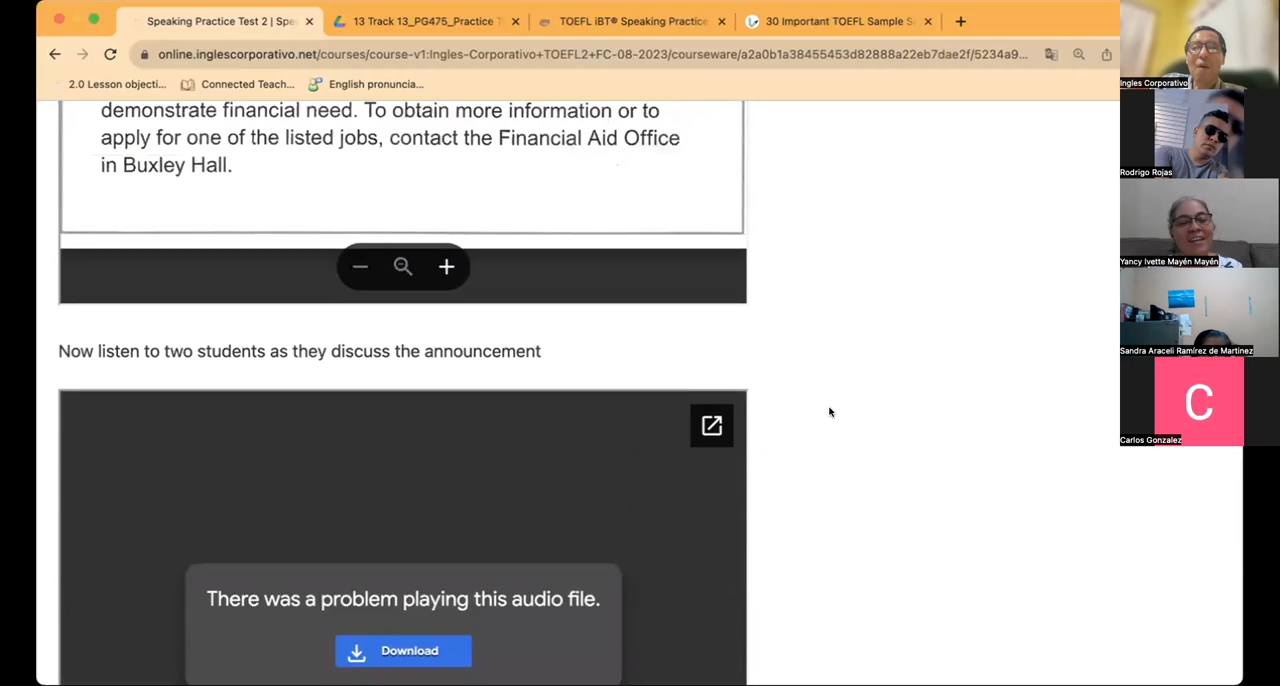 Speaking Practice Test 2 | Spe
13 Track 13_PG475_Practice T
TOEFL iBT® Speaking Practice
30 Important TOEFL Sample S
online.inglescorporativo.net/courses/course-v1:Ingles-Corporativo+TOEFL2+FC-08-2023/courseware/a2a0b1a38455453d82888a22eb7dae2f/5234a9...
2.0 Lesson objecti...
Connected Teach...
English pronuncia...
demonstrate financial need. To obtain more information or to
apply for one of the listed jobs, contact the Financial Aid Office
in Buxley Hall.
Now listen to two students as they discuss the announcement
There was a problem playing this audio file.
Download
Ingles Corporativo
Rodrigo Rojas
Yancy Ivette Mayén Mayén
Sandra Araceli Ramírez de Martinez
C
Carlos Gonzalez